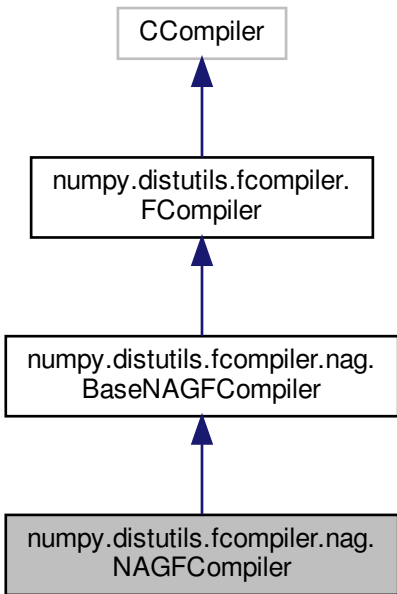 CCompiler
numpy.distutils.fcompiler.
FCompiler
numpy.distutils.fcompiler.nag.
BaseNAGFCompiler
numpy.distutils.fcompiler.nag.
NAGFCompiler